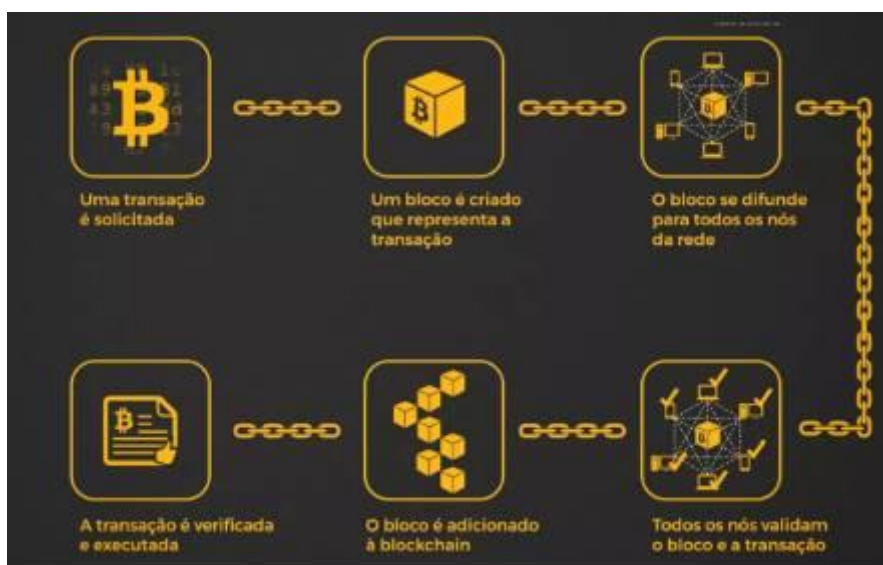 Uma transação
é solicitada
Um bloco é criado
que representa a
transação
O bloco se difunde
para todos os nós
da rede
A transação é verificada
e executada
O bloco é adicionado
à blockchain
Todos os nós validam
o bloco e a transação